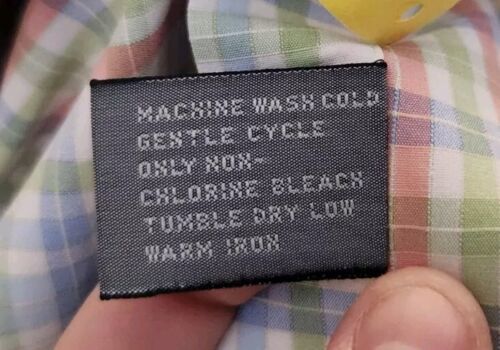 MACHINE WASH COLD
GENTLE CYCLE
ONLY NON-
CHLORINE BLEACH
TUMBLE DRY LOW
WARM IRON